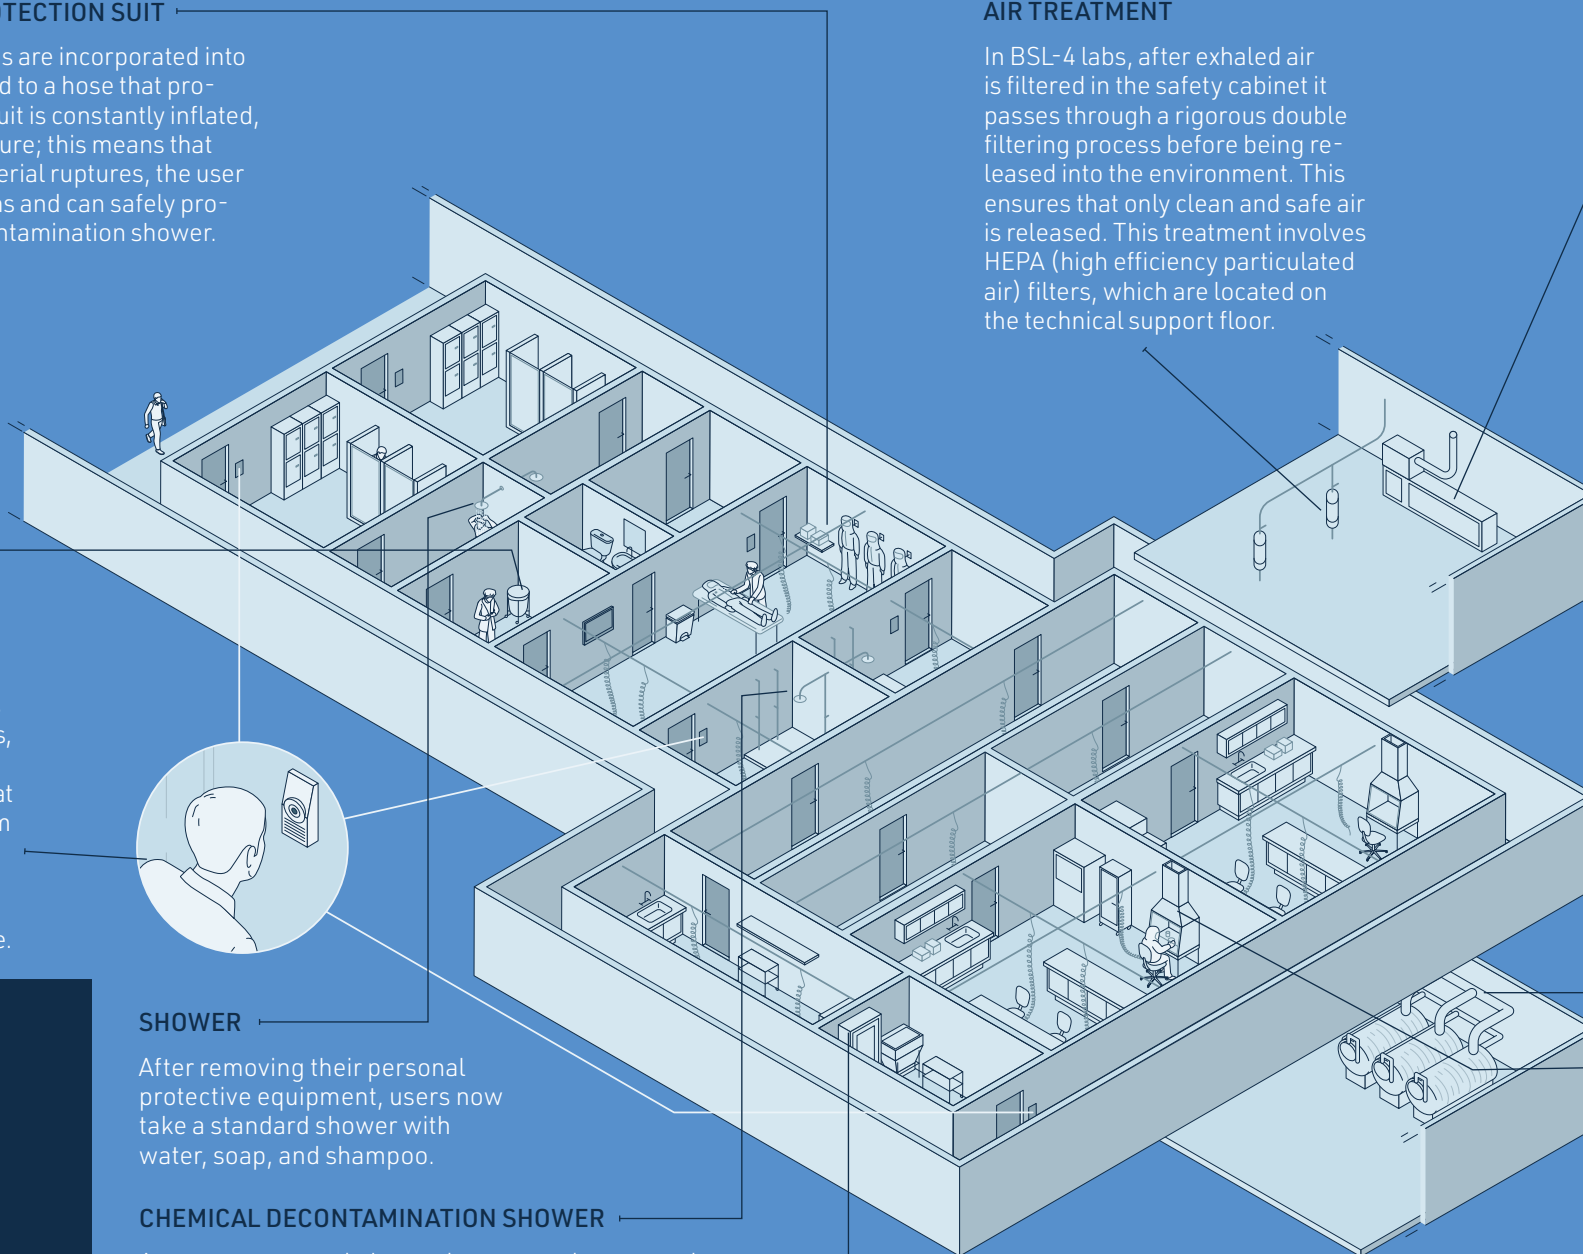 OTECTION SUIT
s are incorporated into
d to a hose that pro-
uit is constantly inflated,
ure; this means that
erial ruptures, the user
ns and can safely pro-
ntamination shower.
AIR TREATMENT
In BSL-4 labs, after exhaled air
is filtered in the safety cabinet it
passes through a rigorous double
filtering process before being re-
leased into the environment. This
ensures that only clean and safe air
is released. This treatment involves
HEPA (high efficiency particulated
air) filters, which are located on
the technical support floor.
s,
at
e.
SHOWER
After removing their personal
protective equipment, users now
take a standard shower with
water, soap, and shampoo.
CHEMICAL DECONTAMINATION SHOWER